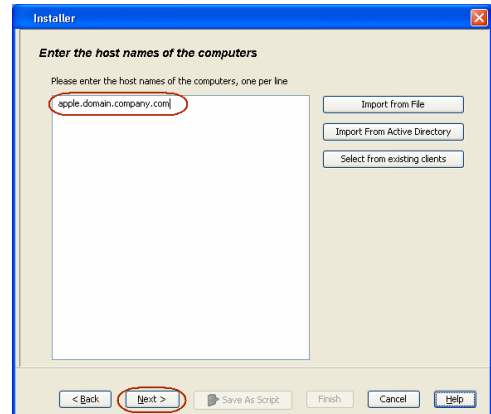 Installer
Enter the host names of the computers
Please enter the host names of the computers, one per line
apple.domain.company.com
Import from File
Import From Active Directory
Select from existing clients
< Back Next > Save As Script Finish Cancel Help